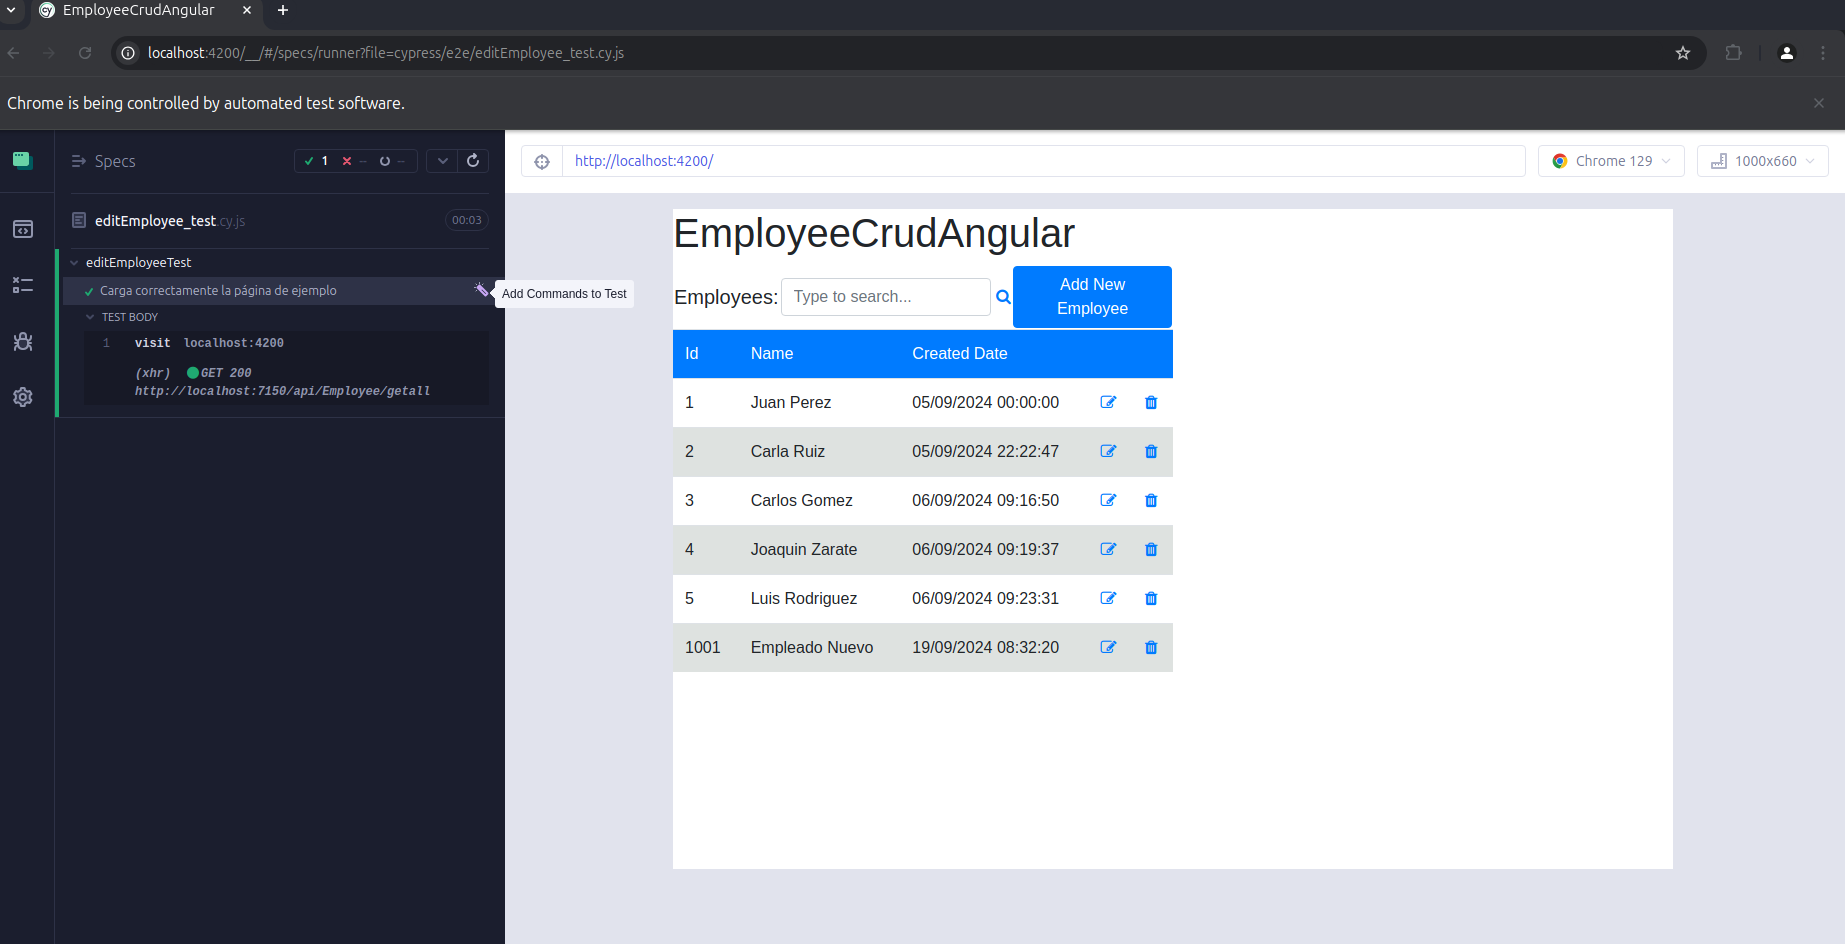 EmployeeCrudAngular
localhost:4200/__/#/specs/runner?file=cypress/e2e/editEmployee_test.cy.js
Chrome is being controlled by automated test software.
Specs
1 -- --
editEmployee_test.cy.js 00:03
editEmployeeTest
Carga correctamente la página de ejemplo
Add Commands to Test
TEST BODY
1 visit localhost:4200
(xhr) GET 200
http://localhost:7150/api/Employee/getall
http://localhost:4200/
Chrome 129
1000x660
EmployeeCrudAngular
Employees: Type to search...
Add New
Employee
Id Name Created Date
1 Juan Perez 05/09/2024 00:00:00
2 Carla Ruiz 05/09/2024 22:22:47
3 Carlos Gomez 06/09/2024 09:16:50
4 Joaquin Zarate 06/09/2024 09:19:37
5 Luis Rodriguez 06/09/2024 09:23:31
1001 Empleado Nuevo 19/09/2024 08:32:20